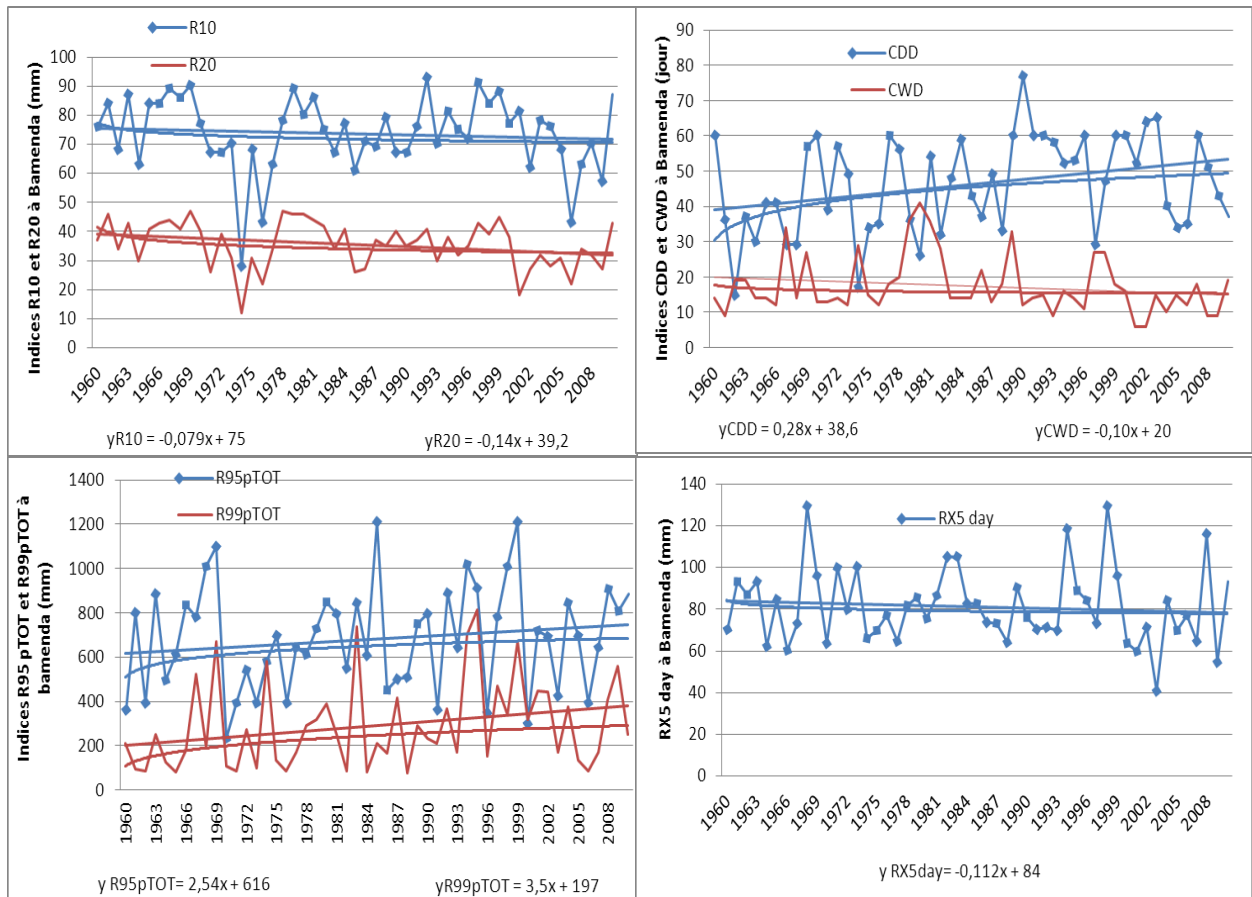 R10
R20
Indices R10 et R20 à Bamenda (mm)
100
90
80
70
60
50
40
30
20
10
0
1960 1963 1966 1969 1972 1975 1978 1981 1984 1987 1990 1993 1996 1999 2002 2005 2008
yR10 = -0,079x + 75
yR20 = -0,14x + 39,2
CDD
CWD
Indices CDD et CWD à Bamenda (jour)
90
80
70
60
50
40
30
20
10
0
1960 1963 1966 1969 1972 1975 1978 1981 1984 1987 1990 1993 1996 1999 2002 2005 2008
yCDD = 0,28x + 38,6
yCWD = -0,10x + 20
R95pTOT
R99pTOT
Indices R95 pTOT et R99pTOT à
bamenda (mm)
1400
1200
1000
800
600
400
200
0
1960 1963 1966 1969 1972 1975 1978 1981 1984 1987 1990 1993 1996 1999 2002 2005 2008
y R95pTOT= 2,54x + 616
yR99pTOT = 3,5x + 197
RX5 day
RX5 day à Bamenda (mm)
140
120
100
80
60
40
20
0
1960 1963 1966 1969 1972 1975 1978 1981 1984 1987 1990 1993 1996 1999 2002 2005 2008
y RX5day= -0,112x + 84